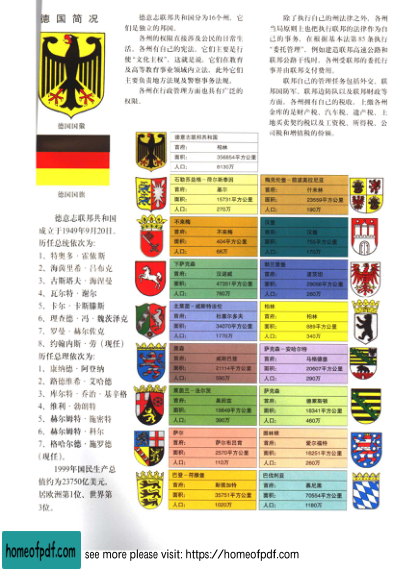 德国简况
德国国徽
德国国旗
德意志联邦共和国
成立于1949年9月20日。
历任总统依次为:
1、特奥多·诺依斯
2、海茵里希·吕布克
3、古斯塔夫·海涅曼
4、瓦尔特·谢尔
5、卡尔·卡斯滕斯
6、理查德·冯·魏茨泽克
7、罗曼·赫尔佐克
8、约翰内斯·劳（现任）
历任总理依次为:
1、康纳德·阿登纳
2、路德维希·艾哈德
3、库尔特·乔治·基辛格
4、维利·勃朗特
5、赫尔姆特·施密特
6、赫尔姆特·科尔
7、格哈尔德·施罗德
（现任）。
1999年国民生产总
值约为23750亿美元，
居欧洲第1位、世界第
3位。
德意志联邦共和国分为16个州。它
们是独立的邦国。
各州的权限直接涉及公民的日常生
活。各州有自己的宪法。它们主要是行
使"文化主权"。这就是说，它们在教育
及高等教育事业领域内立法。此外它们
主要负责地方法规及警察事务法规。
各州在行政管理方面也具有广泛的
权限。
除了执行自己的州法律之外，各州
当局原则上也把执行联邦的法律作为自
己的事务。在根据基本法第85条执行
"委托管理"，例如建造联邦高速公路和
联邦公路干线时，各州受联邦的委托行
事并由联邦支付费用。
联邦自己的管理任务包括外交、联
邦国防军、联邦边防队以及联邦财政等
方面。各州拥有自己的税收。上缴各州
金库的是财产税、汽车税、遗产税、土
地买卖契约税以及工资税、所得税、公
司税和增值税的份额。
德意志联邦共和国
首府： 柏林
面积： 356854平方公里
人口： 8130万
石勒苏益格-荷尔斯泰因
首府： 基尔
面积： 15731平方公里
人口： 270万
梅克伦堡-前波莫拉尼亚
首府： 什未林
面积： 23559平方公里
人口： 190万
不来梅
首府： 不来梅
面积： 404平方公里
人口： 68万
汉堡
首府： 汉堡
面积： 755平方公里
人口： 170万
下萨克森
首府： 汉诺威
面积： 47351平方公里
人口： 760万
勃兰登堡
首府： 波茨坦
面积： 29056平方公里
人口： 260万
北莱茵-威斯特法伦
首府： 杜塞尔多夫
面积： 34070平方公里
人口： 1770万
柏林
首府： 柏林
面积： 889平方公里
人口： 340万
黑森
首府： 威斯巴登
面积： 21114平方公里
人口： 590万
萨克森-安哈尔特
首府： 马格德堡
面积： 20607平方公里
人口： 290万
莱茵兰-法尔茨
首府： 美因兹
面积： 19849平方公里
人口： 390万
萨克森
首府： 德累斯顿
面积： 18341平方公里
人口： 480万
萨尔
首府： 萨尔布吕肯
面积： 2570平方公里
人口： 110万
图林根
首府： 爱尔福特
面积： 16251平方公里
人口： 260万
巴登-符腾堡
首府： 斯图加特
面积： 35751平方公里
人口： 1020万
巴伐利亚
首府： 慕尼黑
面积： 70554平方公里
人口： 1180万
homeofpdf.com
see more please visit: https://homeofpdf.com